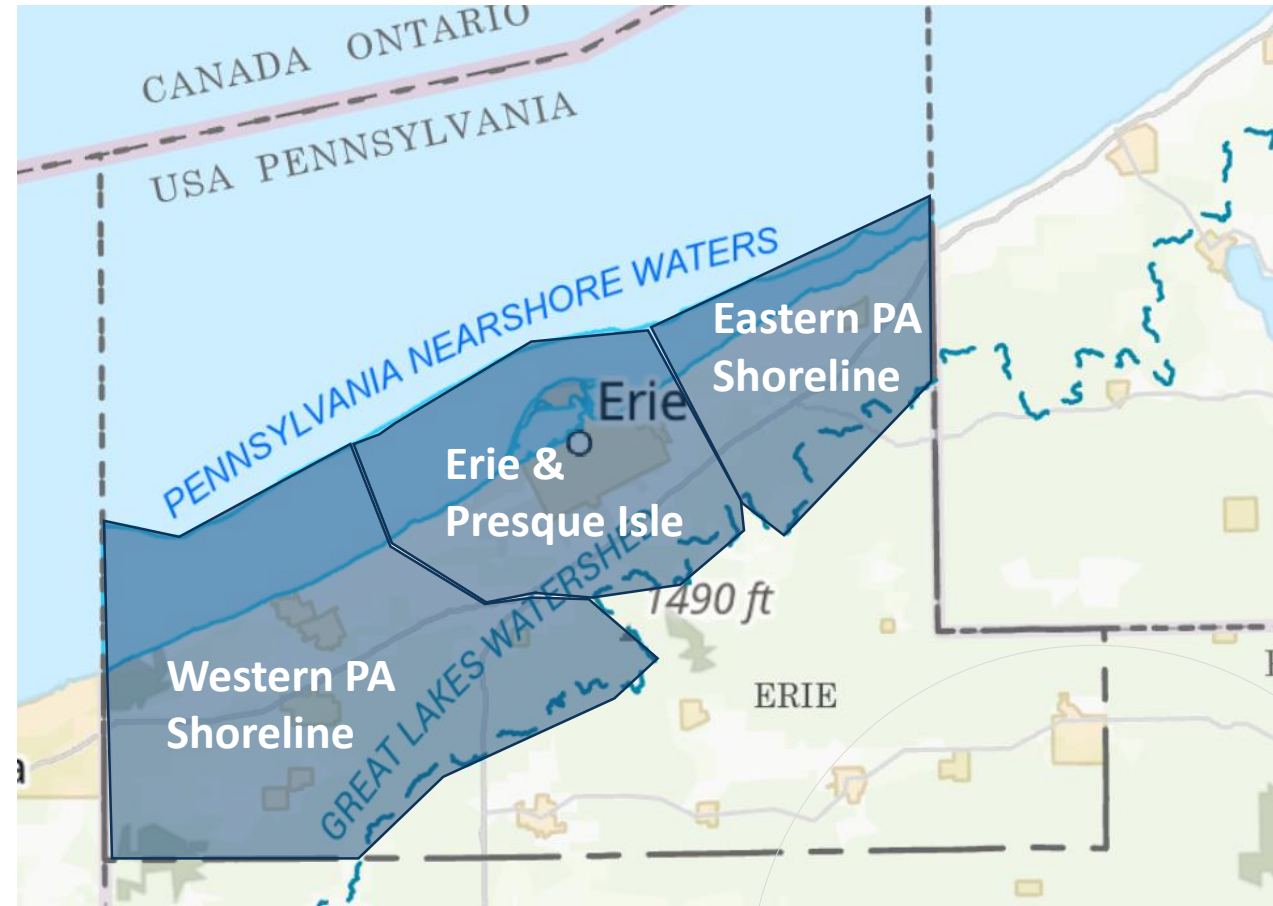 CANADA ONTARIO
USA PENNSYLVANIA
PENNSYLVANIA NEARSHORE WATERS
Eastern PA
Shoreline
Erie
Erie &
Presque Isle
1490 ft
GREAT LAKES WATERSHED
Western PA
Shoreline
ERIE